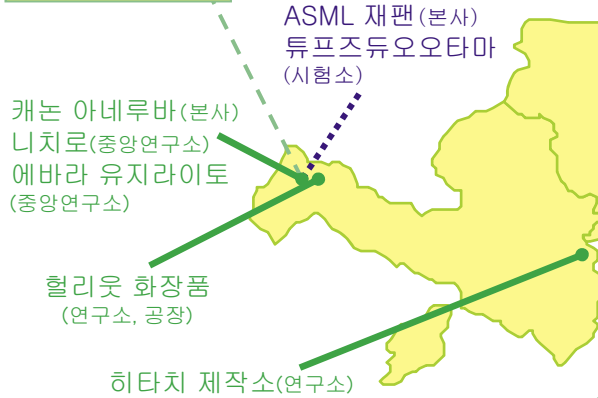 ASML 재팬(본사)
튜프즈듀오오타마
(시험소)
캐논 아네루바(본사)
니치로(중앙연구소)
에바라 유지라이토
(중앙연구소)
헐리웃 화장품
(연구소, 공장)
히타치 제작소(연구소)